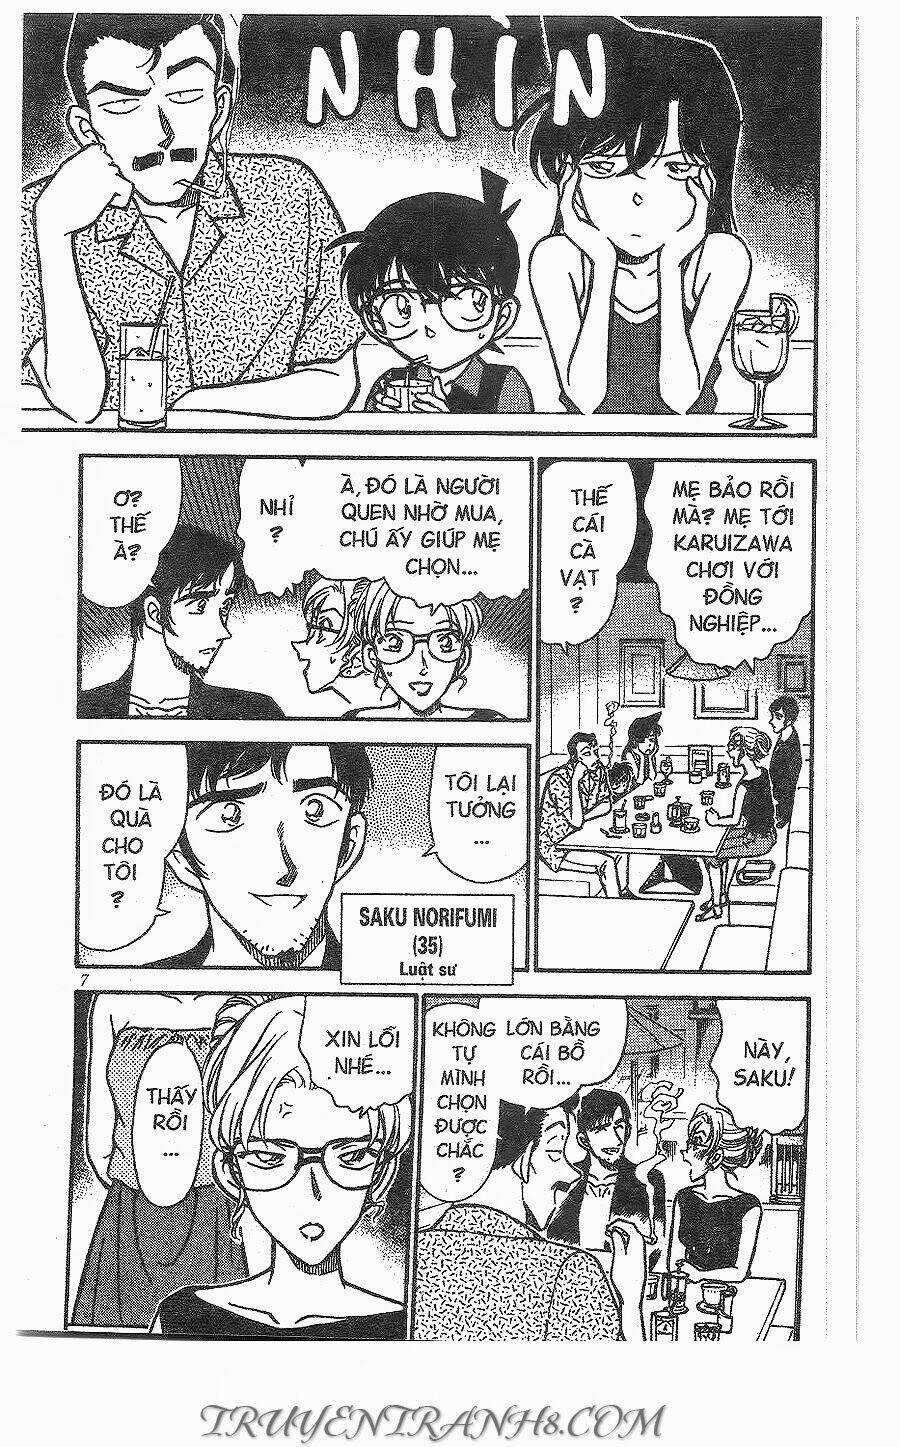 NHÌN
MẸ BẢO RỒI
MÀ? MẸ TỚI
KARUIZAWA
CHƠI VỚI
ĐỒNG
NGHIỆP...
THẾ
CÁI
CÀ
VẠT
?
À, ĐÓ LÀ NGƯỜI
QUEN NHỜ MUA,
CHÚ ẤY GIÚP MẸ
CHỌN...
NHỈ
?
Ơ?
THẾ
À?
TÔI LẠI
TƯỞNG
...
ĐÓ LÀ
QUÀ
CHO
TÔI
?
SAKU NORIFUMI
(35)
Luật sư
7
NÀY,
SAKU!
LỚN BẰNG
CÁI BỒ
RỒI...
KHÔNG
TỰ
MÌNH
CHỌN
ĐƯỢC
CHẮC
?
XIN LỖI
NHÉ...
THẤY
RỒI
...
TRUYENTRANH8.COM